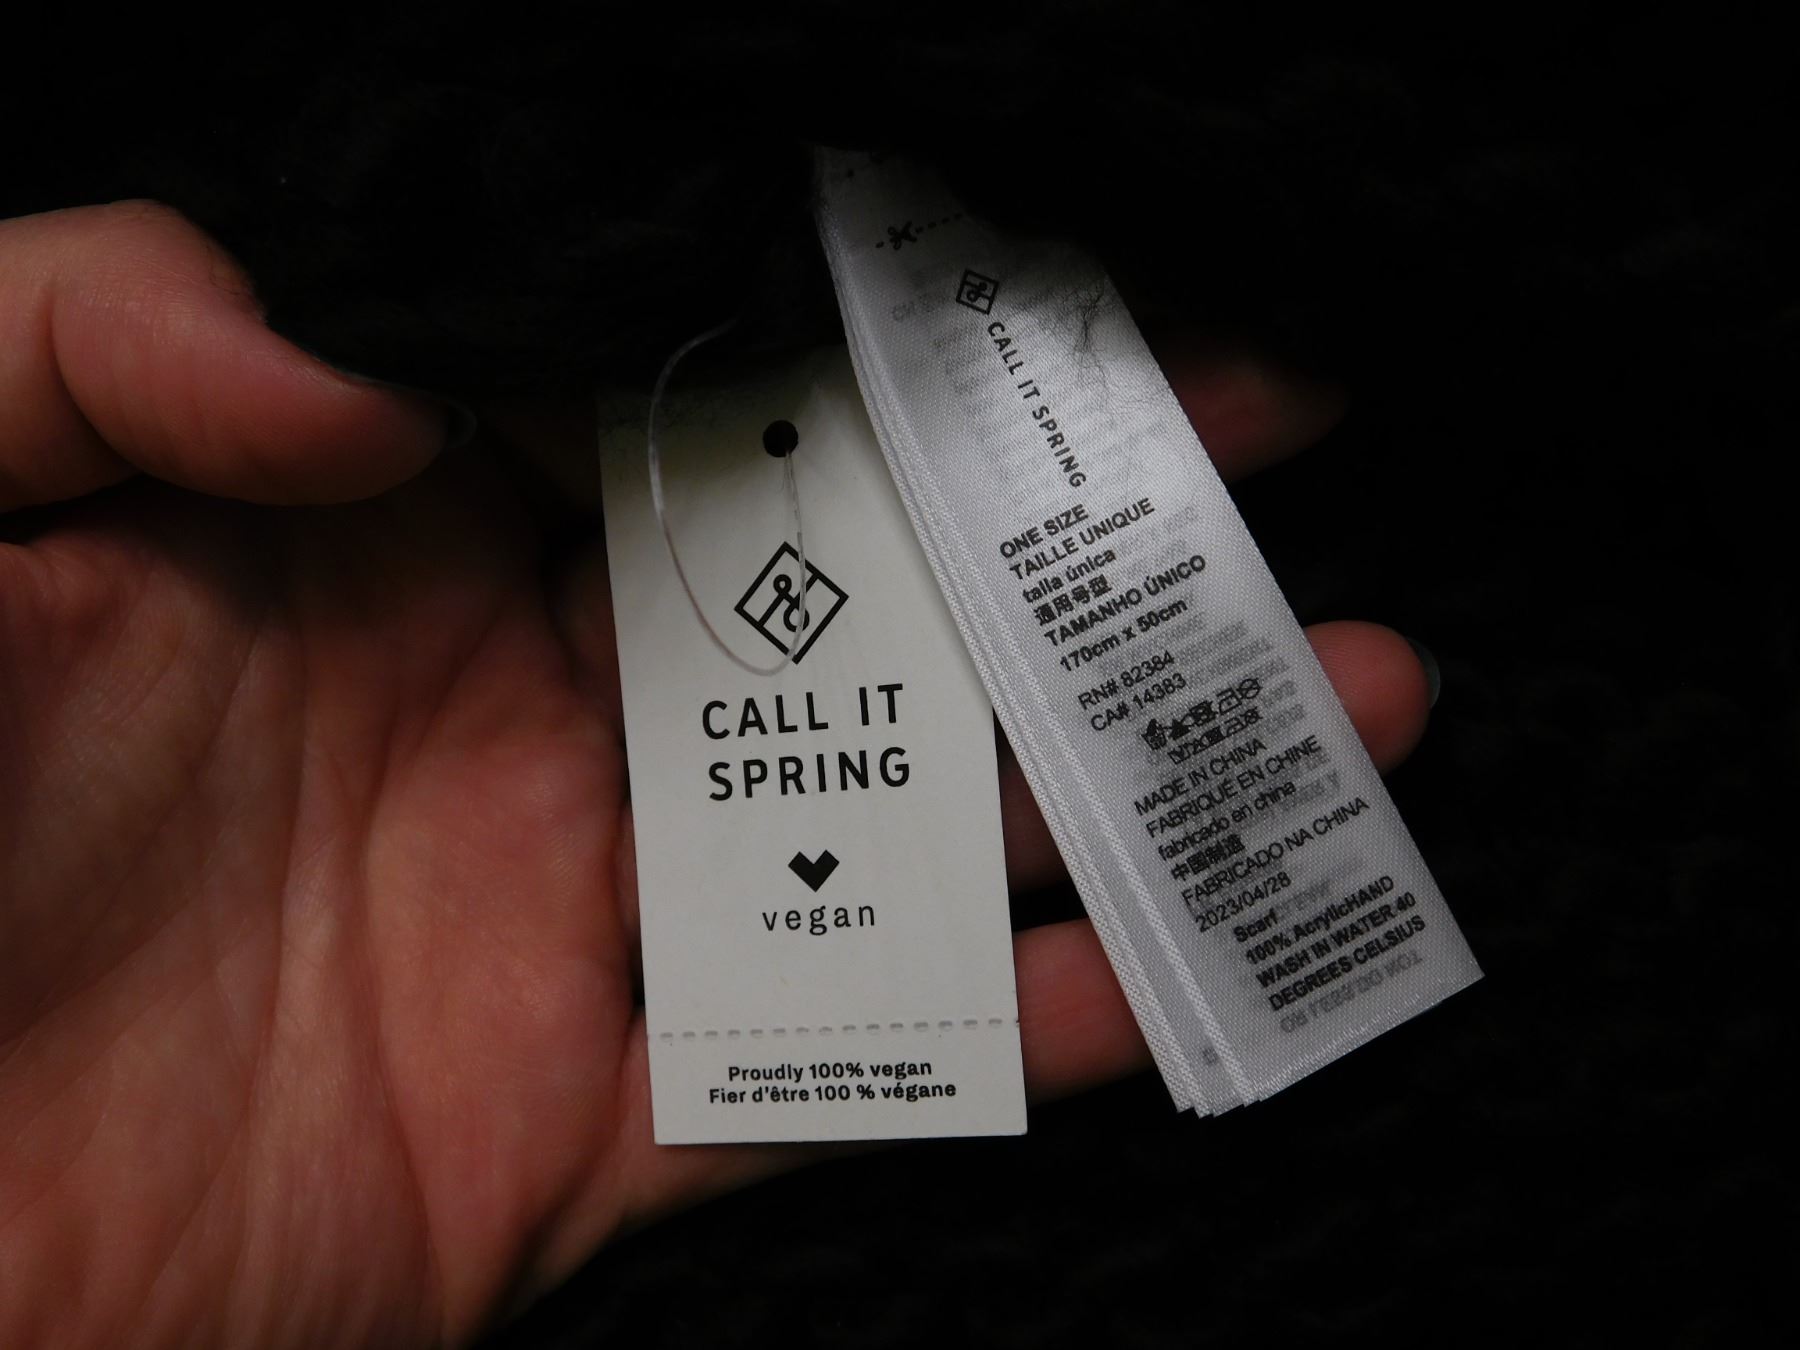 CALL IT
SPRING
vegan
Proudly 100% vegan
Fier d'être 100 % végane
CALL IT SPRING
ONE SIZE
TAILLE UNIQUE
talla única
通用号型
TAMANHO ÚNICO
170cm x 50cm
RN# 82384
CA# 14383
MADE IN CHINA
FABRIQUÉ EN CHINE
fabricado en china
中国制造
FABRICADO NA CHINA
2023/04/28
Scarf
100% AcrylicHAND
WASH IN WATER 40
DEGREES CELSIUS